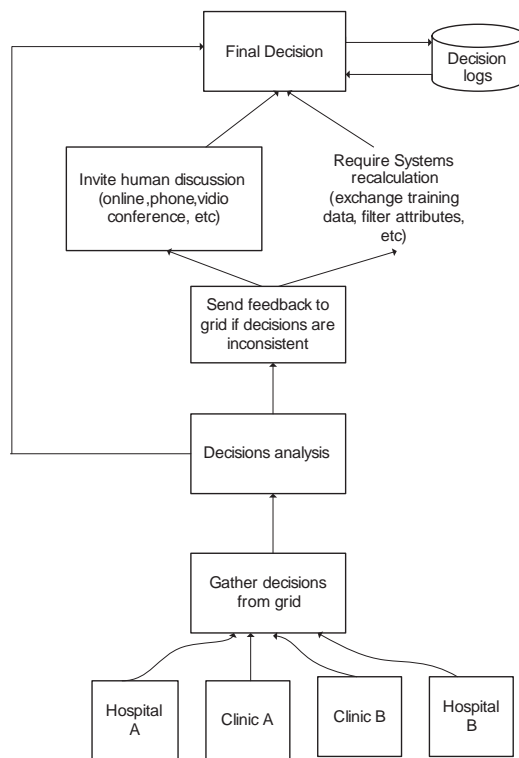 Final Decision
Decision
logs
Invite human discussion
(online ,phone,vidio
conference, etc)
Require Systems
recalculation
(exchange training
data, filter attributes,
etc)
Send feedback to
grid if decisions are
inconsistent
Decisions analysis
Gather decisions
from grid
Hospital
A
Clinic A
Clinic B
Hospital
B